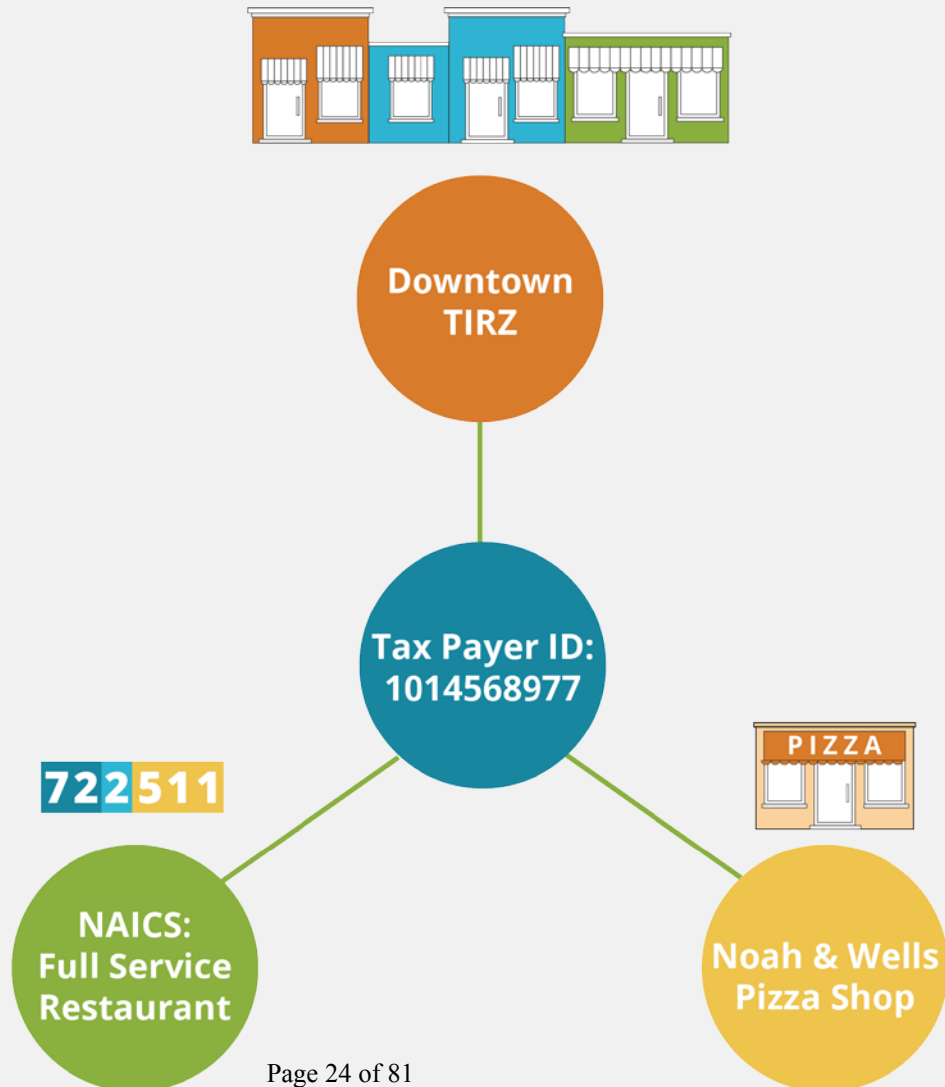 Downtown
TIRZ
Tax Payer ID:
1014568977
PIZZA
722511
NAICS:
Full Service
Restaurant
Noah & Wells
Pizza Shop
Page 24 of 81